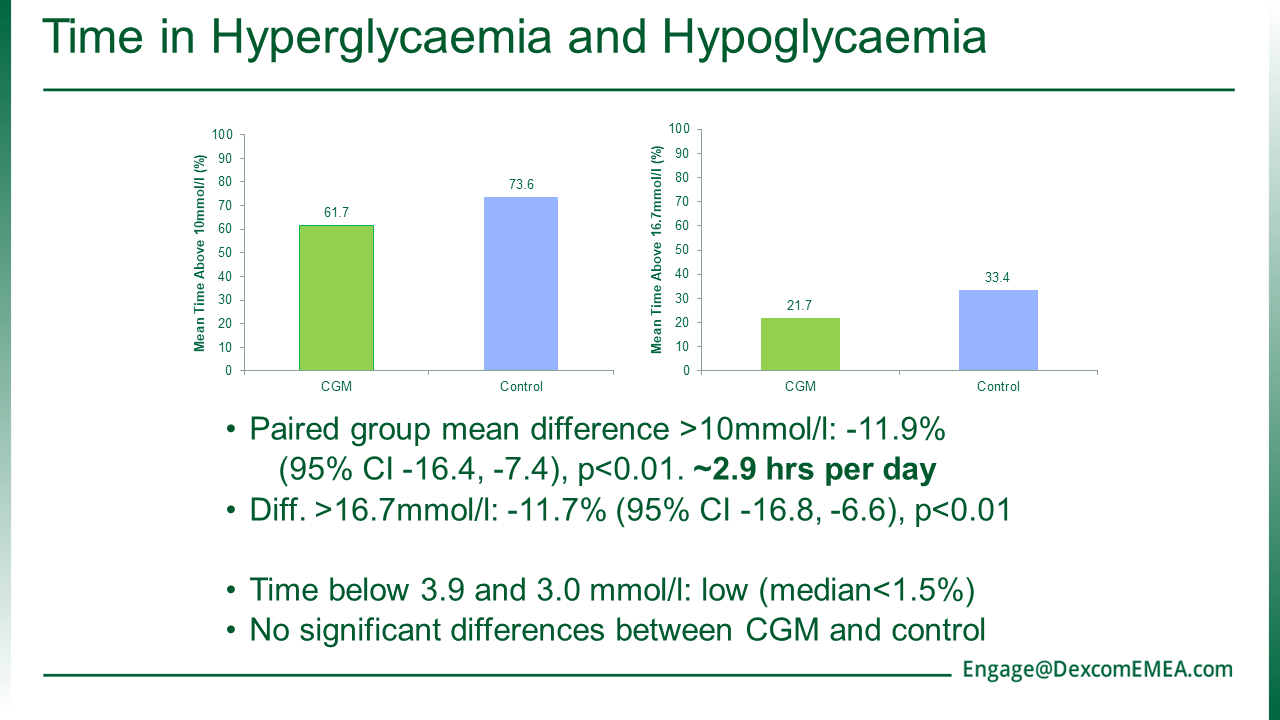 Time in Hyperglycaemia and Hypoglycaemia
Mean Time Above 10mmol/l (%)
100
90
80
70
60
50
40
30
20
10
0
61.7
73.6
CGM
Control
Mean Time Above 16.7mmol/l (%)
100
90
80
70
60
50
40
30
20
10
0
21.7
33.4
CGM
Control
• Paired group mean difference >10mmol/l: -11.9%
(95% CI -16.4, -7.4), p<0.01. ~2.9 hrs per day
• Diff. >16.7mmol/l: -11.7% (95% CI -16.8, -6.6), p<0.01
• Time below 3.9 and 3.0 mmol/l: low (median<1.5%)
• No significant differences between CGM and control
Engage@DexcomEMEA.com